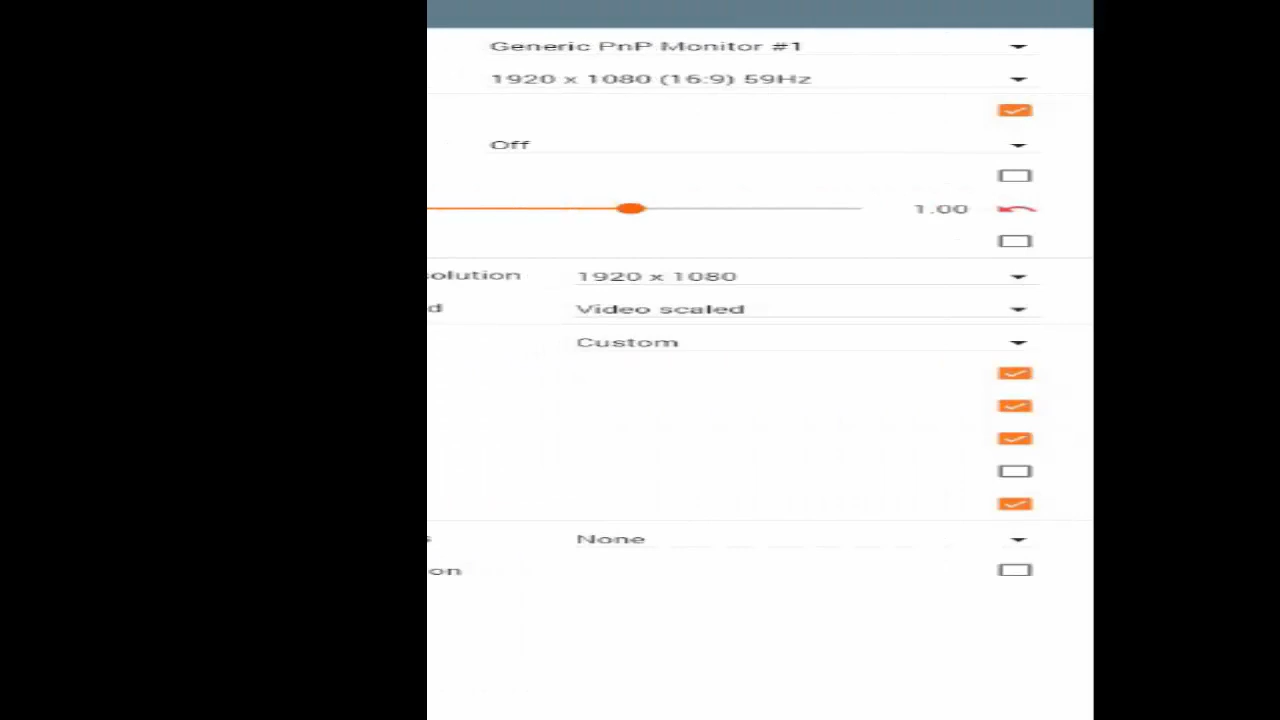 Generic PnP Monitor #1
1920 x 1080 (16:9) 59Hz
Off
1.00
olution 1920 x 1080
d Video scaled
Custom
s None
on